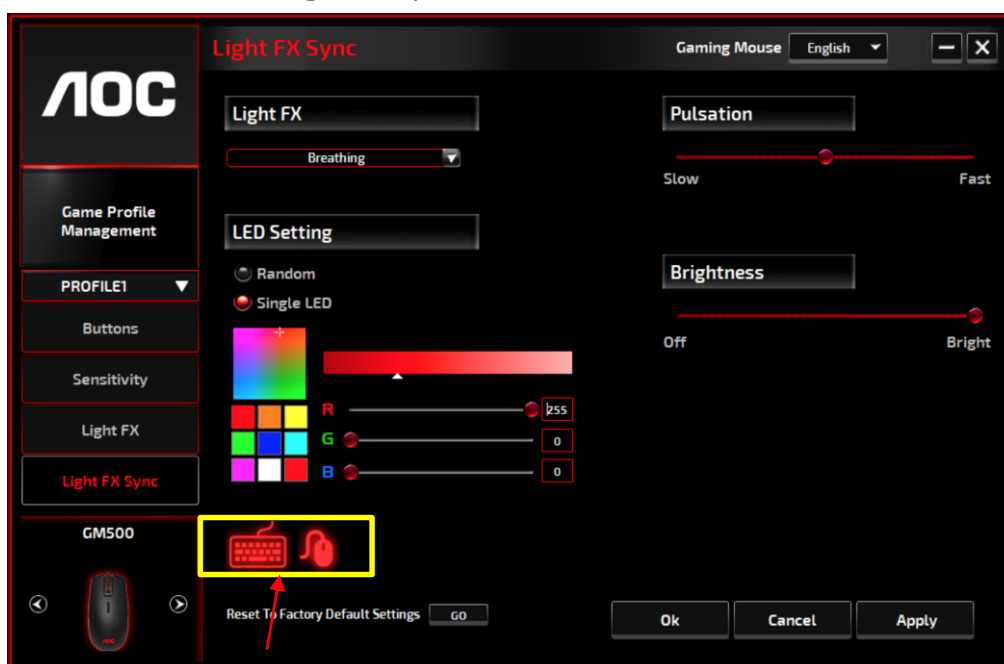 Light FX Sync
Gaming Mouse English
AOC
Light FX
Pulsation
Breathing
Slow Fast
Game Profile
Management
LED Setting
PROFILE1
Random
Brightness
Single LED
Buttons
Off Bright
Sensitivity
R 255
Light FX
G 0
B 0
Light FX Sync
GM500
AOC
Reset To Factory Default Settings GO
Ok Cancel Apply